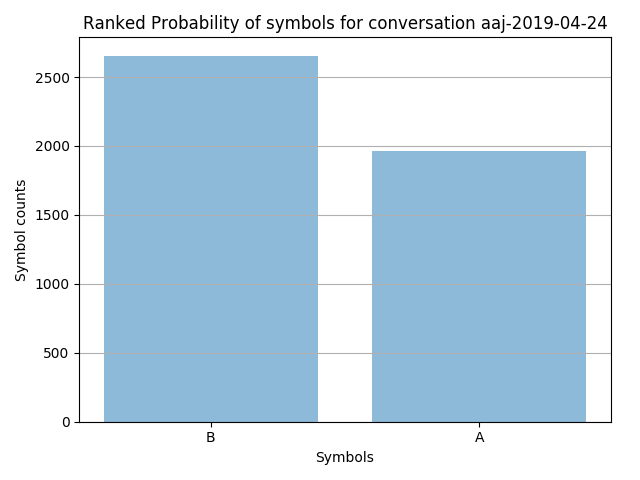 Ranked Probability of symbols for conversation aaj-2019-04-24
2500
2000
1500
1000
500
0
Symbol counts
B A
Symbols